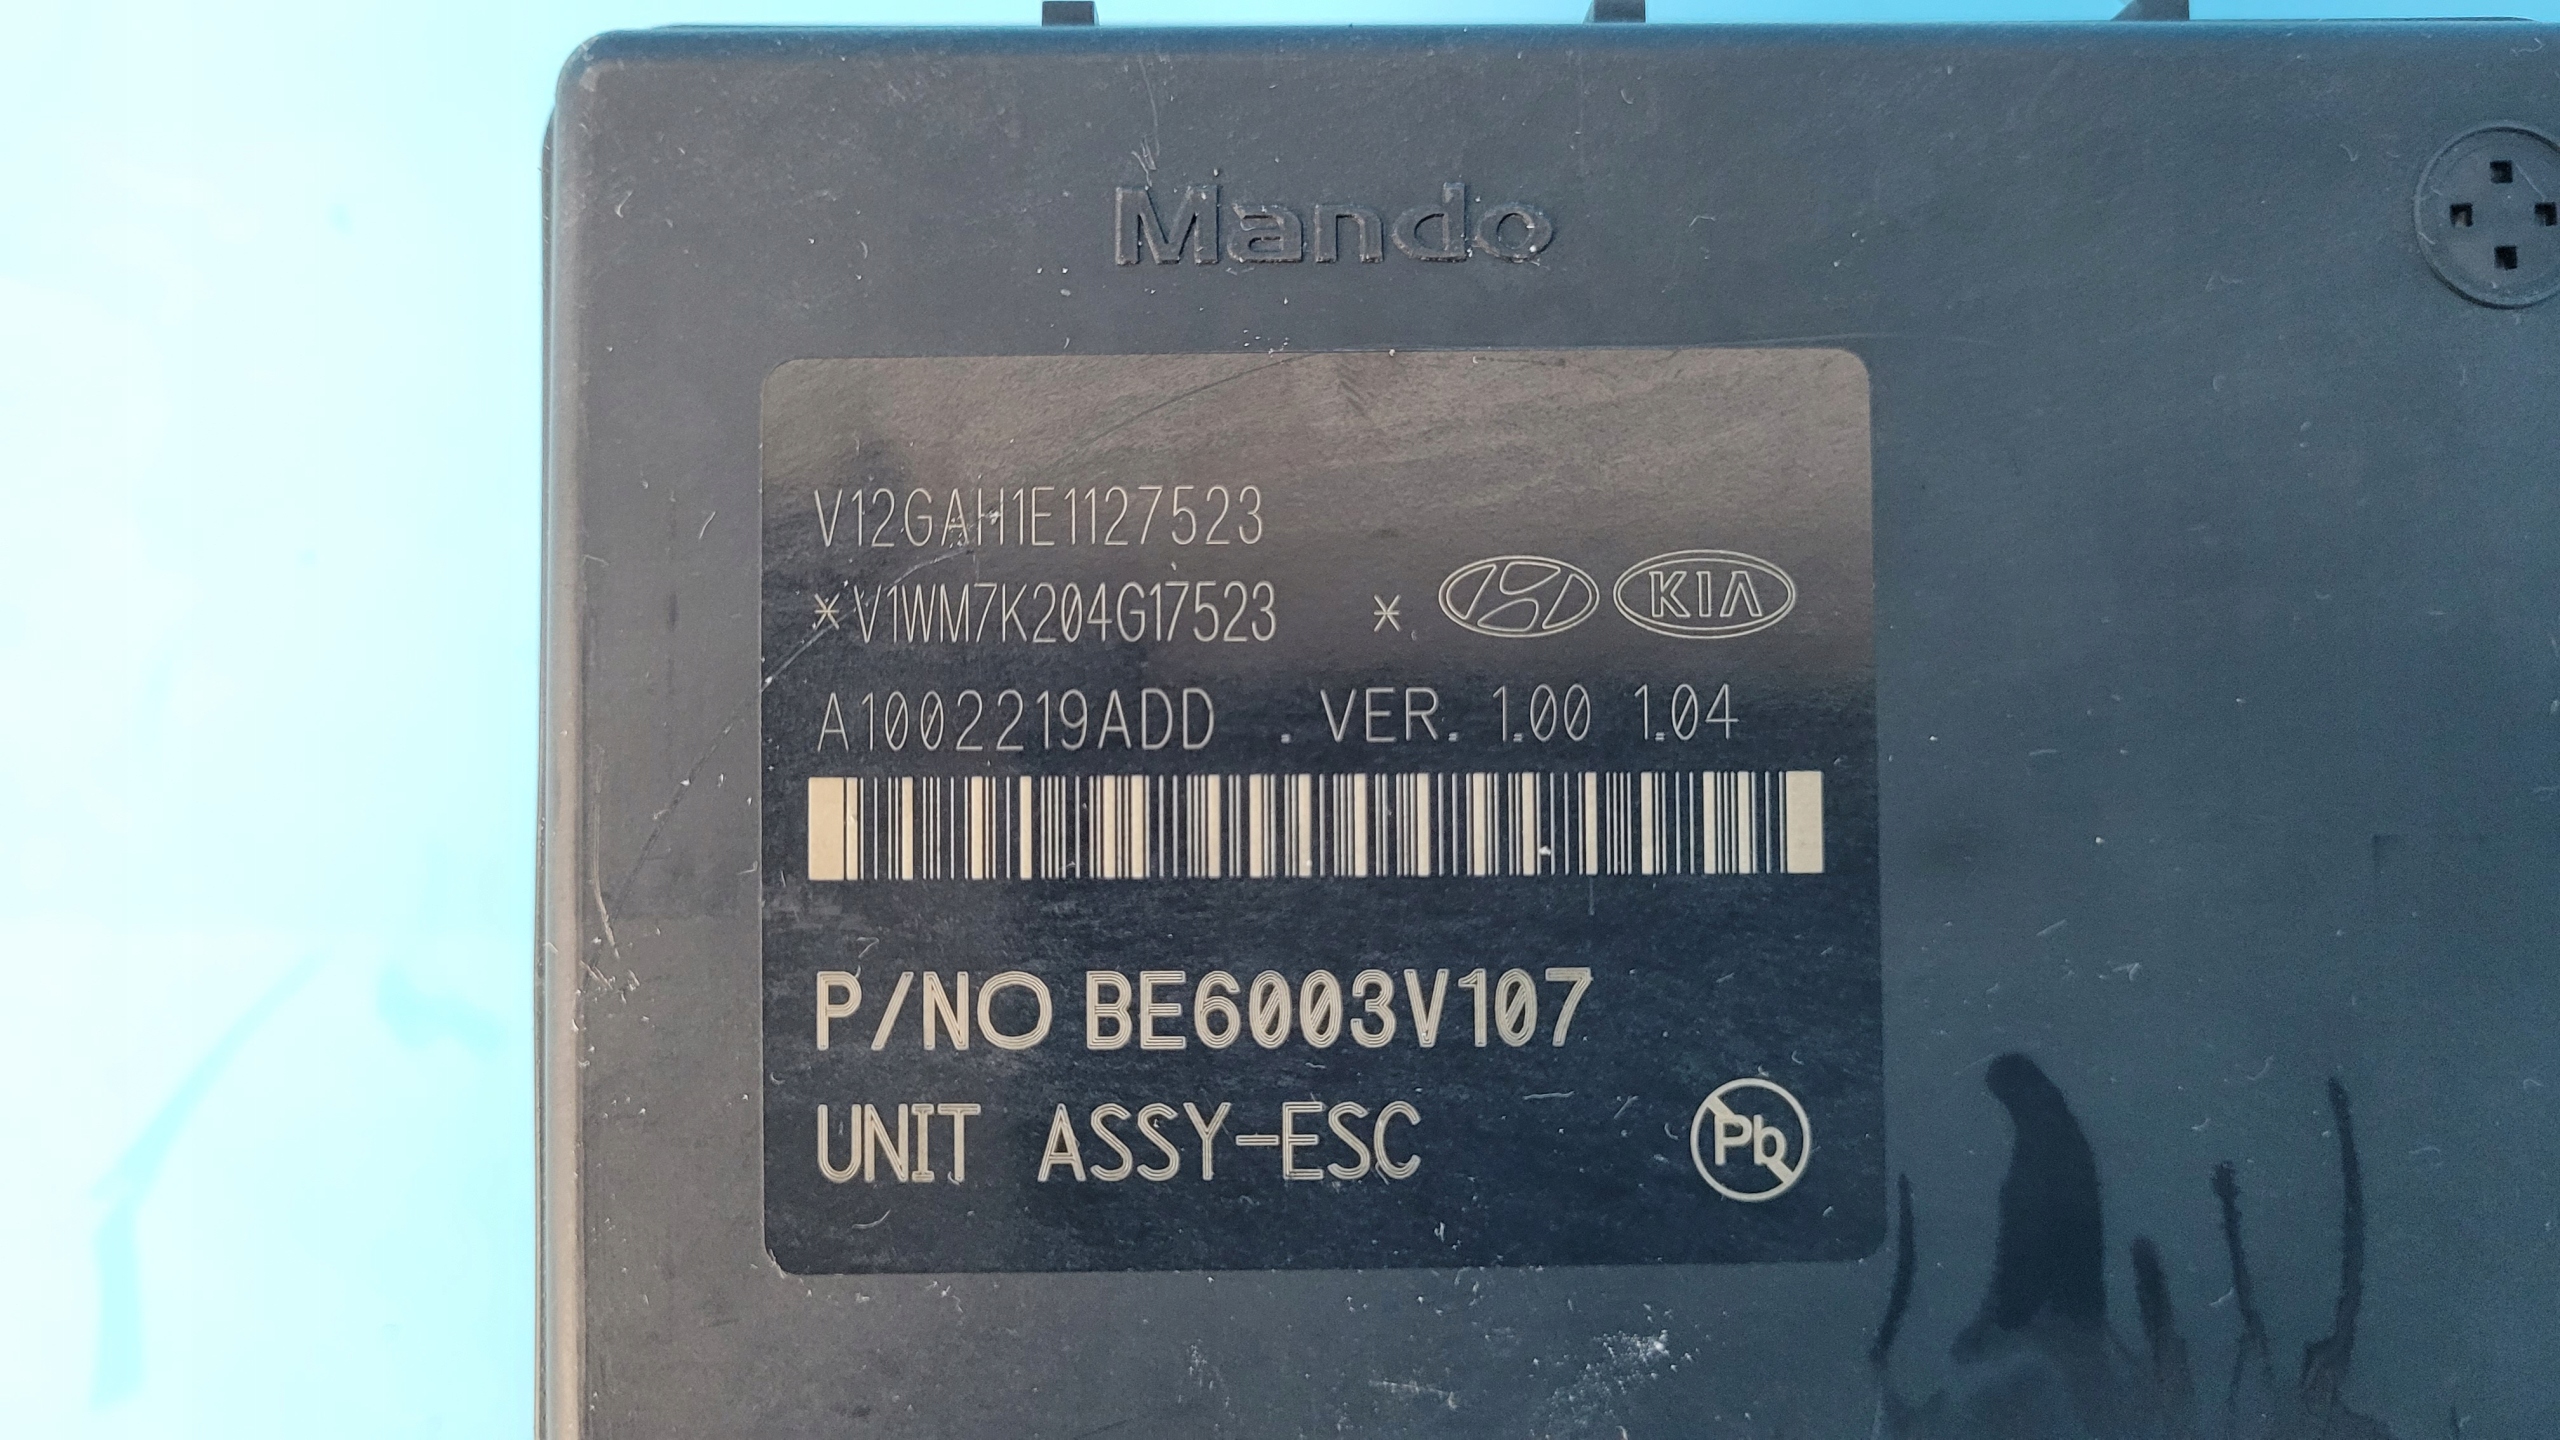 Mando
V12GAH1E1127523
*V1WM7K204G17523 * KIA
A1002219ADD . VER. 1.00 1.04
P/NO BE6003V107
UNIT ASSY-ESC
Pb